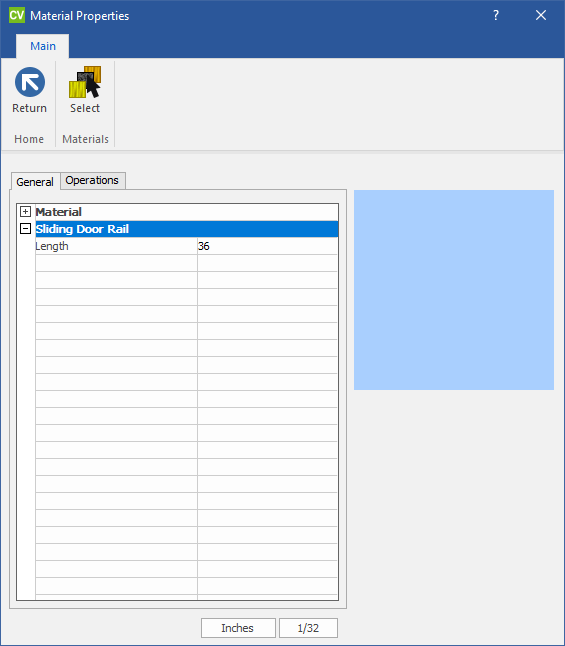 CV Material Properties ?
Main
Return Select
Home Materials
General Operations
Material
Sliding Door Rail
Length 36
Inches 1/32